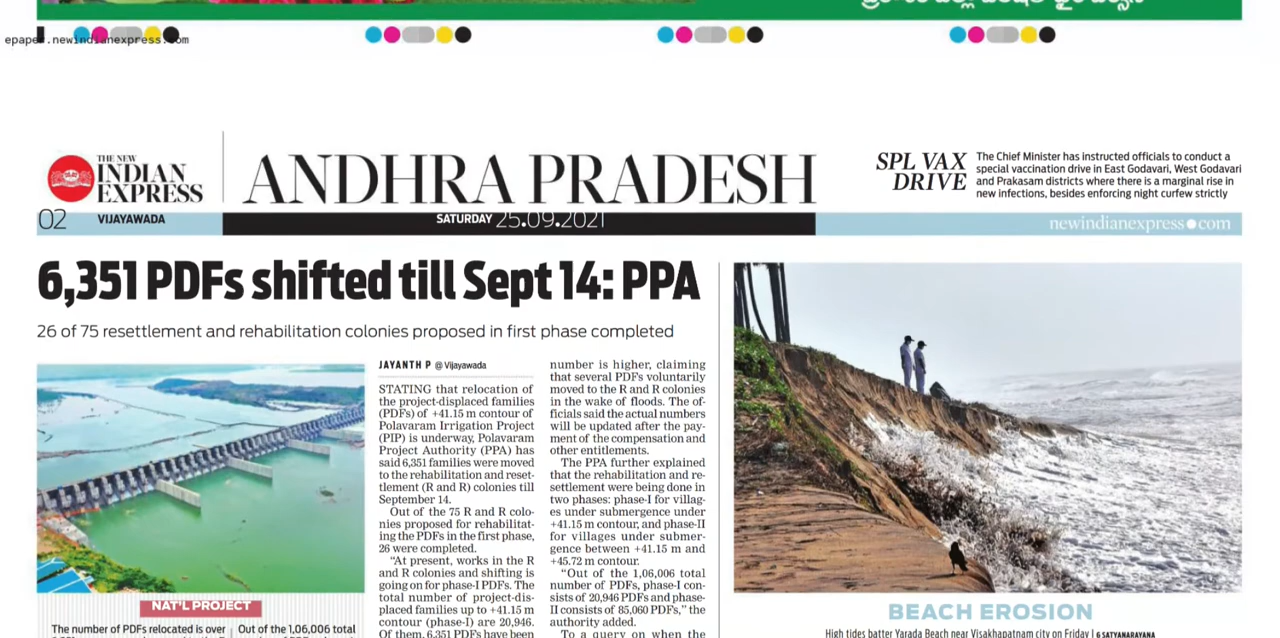 epaper.newindianexpress.com
THE NEW
INDIAN
EXPRESS
ANDHRA PRADESH
SPL VAX
DRIVE
The Chief Minister has instructed officials to conduct a
special vaccination drive in East Godavari, West Godavari
and Prakasam districts where there is a marginal rise in
new infections, besides enforcing night curfew strictly
02
VIJAYAWADA
SATURDAY 25.09.2021
newindianexpress●com
6,351 PDFs shifted till Sept 14: PPA
26 of 75 resettlement and rehabilitation colonies proposed in first phase completed
JAYANTH P @ Vijayawada
STATING that relocation of
the project-displaced families
(PDFs) of +41.15 m contour of
Polavaram Irrigation Project
(PIP) is underway, Polavaram
Project Authority (PPA) has
said 6,351 families were moved
to the rehabilitation and reset-
tlement (R and R) colonies till
September 14.
Out of the 75 R and R colo-
nies proposed for rehabilitat-
ing the PDFs in the first phase,
26 were completed.
"At present, works in the R
and R colonies and shifting is
going on for phase-I PDFs. The
total number of project-dis-
placed families up to +41.15 m
contour (phase-I) are 20,946.
Of them, 6,351 PDFs have been
number is higher, claiming
that several PDFs voluntarily
moved to the R and R colonies
in the wake of floods. The of-
ficials said the actual numbers
will be updated after the pay-
ment of the compensation and
other entitlements.
The PPA further explained
that the rehabilitation and re-
settlement were being done in
two phases: phase-I for villag-
es under submergence under
+41.15 m contour, and phase-II
for villages under submer-
gence between +41.15 m and
+45.72 m contour.
"Out of the 1,06,006 total
number of PDFs, phase-I con-
sists of 20,946 PDFs and phase-
II consists of 85,060 PDFs," the
authority added.
To a query on when the
NAT'L PROJECT
The number of PDFs relocated is over
Out of the 1,06,006 total
BEACH EROSION
High tides batter Yarada Beach near Visakhapatnam city on Friday | G SATYANARAYANA